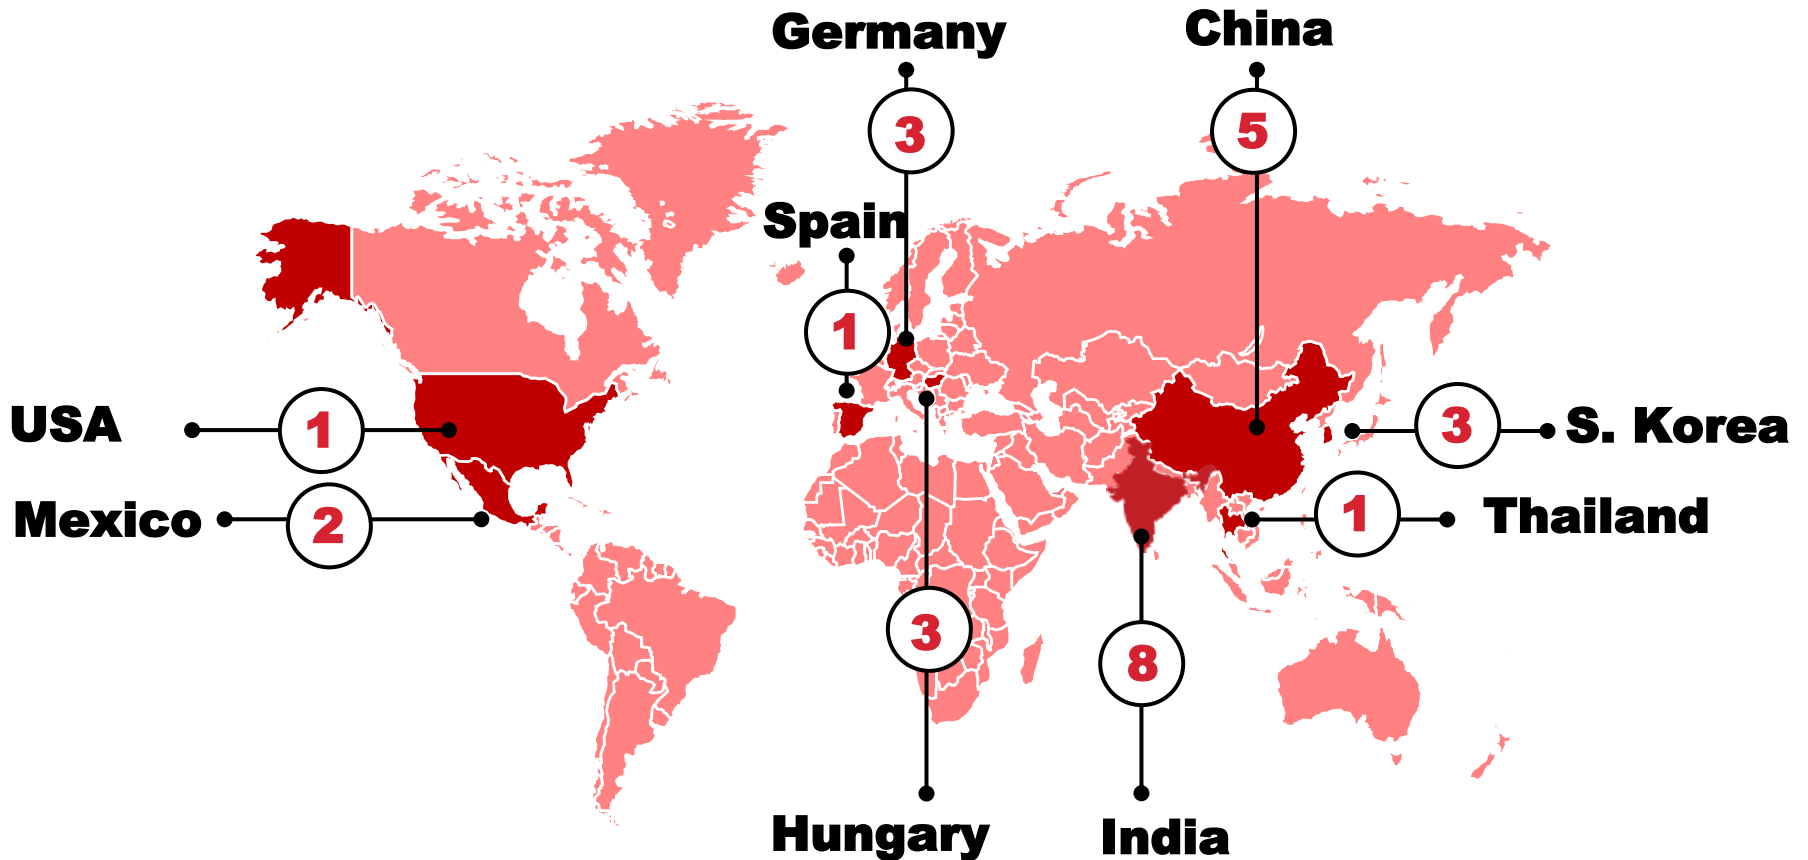 Germany
3
China
5
Spain
1
USA
1
3
S. Korea
Mexico
2
1
Thailand
3
8
Hungary
India